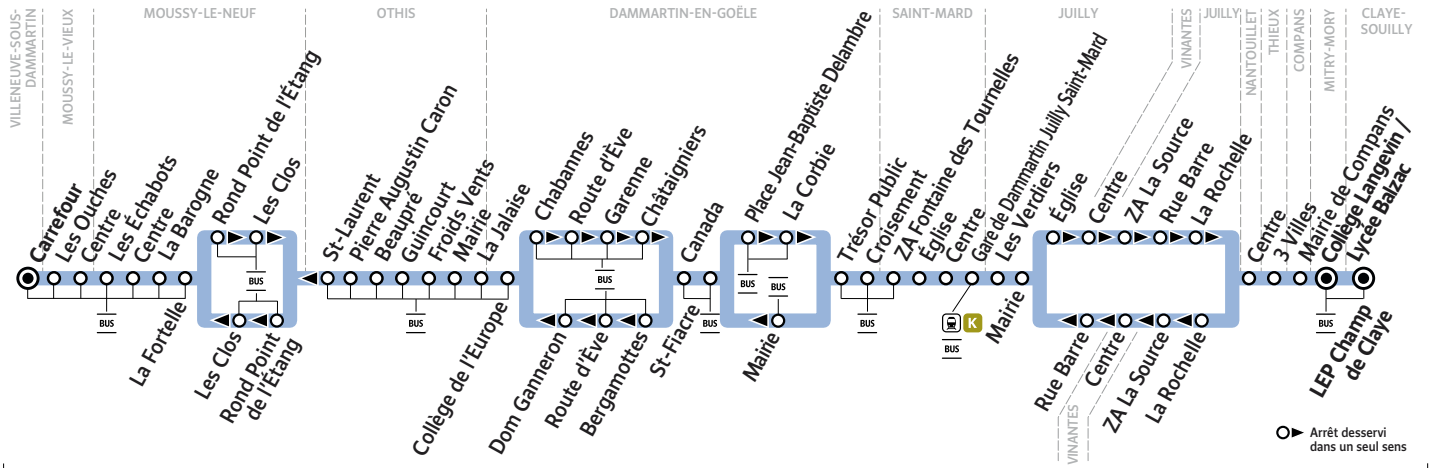 VILLENEUVE-SOUS-
DAMMARTIN
MOUSSY-LE-VIEUX
MOUSSY-LE-NEUF
OTHIS
DAMMARTIN-EN-GOËLE
SAINT-MARD
JUILLY
VINANTES
JUILLY
NANTOUILLET
THIEUX
COMPANS
MITRY-MORY
CLAYE-
SOUILLY
Carrefour
Les Ouches
Centre
Les Échabots
Centre
La Barogne
La Fortelle
Rond Point de l'Étang
Les Clos
BUS
BUS
Les Clos
Rond Point
de l'Étang
St-Laurent
Pierre Augustin Caron
Beaupré
Guincourt
Froids Vents
Mairie
La Jalaise
Collège de l'Europe
BUS
Chabannes
Route d'Ève
Garenne
Châtaigniers
BUS
Dom Ganneron
Route d'Ève
Bergamottes
Canada
St-Fiacre
BUS
Place Jean-Baptiste Delambre
La Corbie
BUS
BUS
Mairie
Trésor Public
Croisement
ZA Fontaine des Tournelles
Église
Centre
Gare de Dammartin Juilly Saint-Mard
Les Verdiers
Mairie
BUS
K
BUS
Église
Centre
ZA La Source
Rue Barre
La Rochelle
Rue Barre
Centre
ZA La Source
La Rochelle
VINANTES
Centre
3 Villes
Mairie de Compans
Collège Langevin /
Lycée Balzac
BUS
LEP Champ
de Claye
Arrêt desservi
dans un seul sens